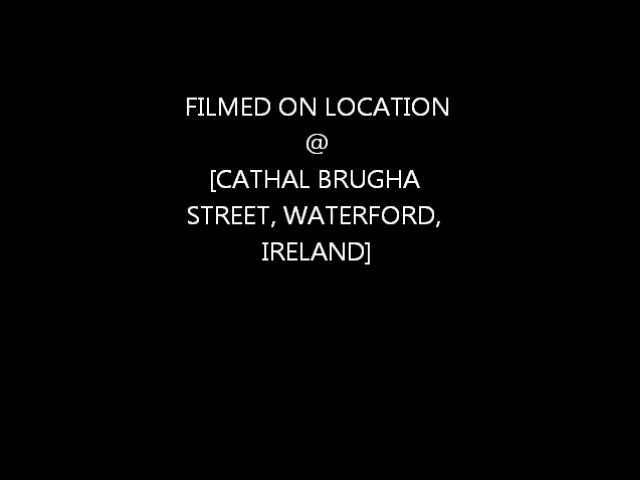 FILMED ON LOCATION
@
[CATHAL BRUGHA
STREET, WATERFORD,
IRELAND]